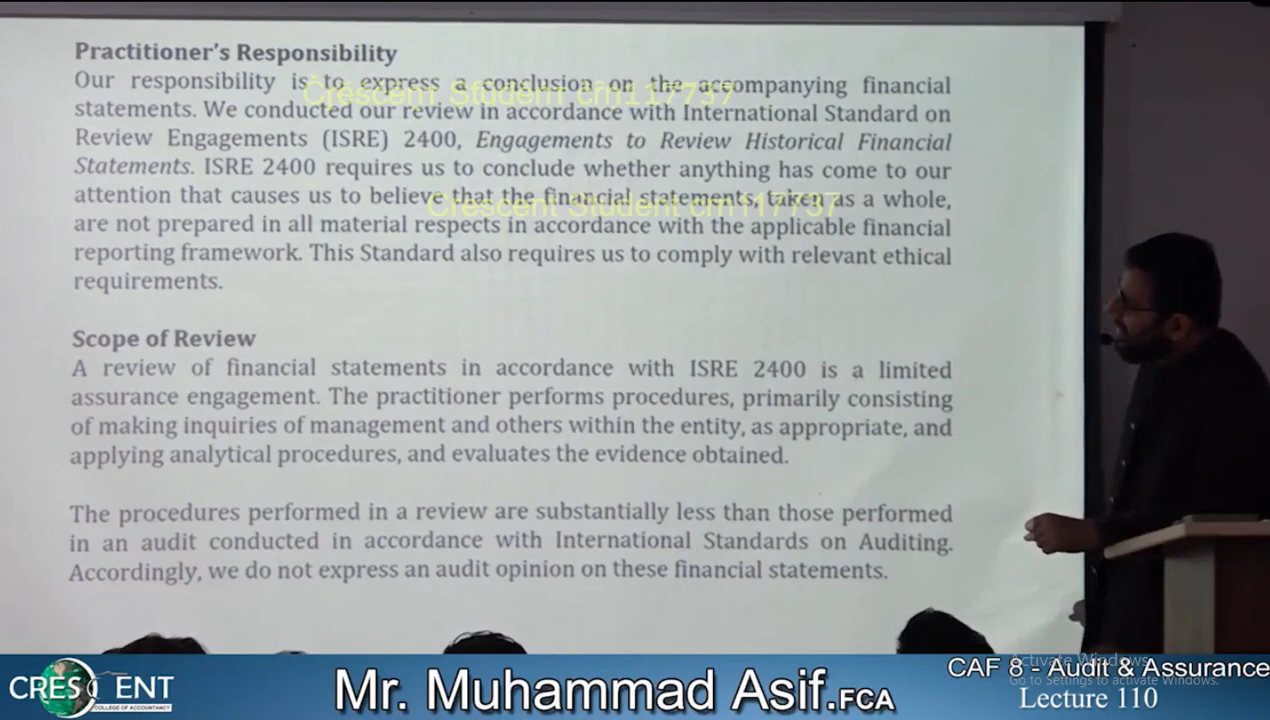 Practitioner's Responsibility
Our responsibility is to express a conclusion on the accompanying financial
statements. We conducted our review in accordance with International Standard on
Review Engagements (ISRE) 2400, Engagements to Review Historical Financial
Statements. ISRE 2400 requires us to conclude whether anything has come to our
attention that causes us to believe that the financial statements, taken as a whole,
are not prepared in all material respects in accordance with the applicable financial
reporting framework. This Standard also requires us to comply with relevant ethical
requirements.
Scope of Review
A review of financial statements in accordance with ISRE 2400 is a limited
assurance engagement. The practitioner performs procedures, primarily consisting
of making inquiries of management and others within the entity, as appropriate, and
applying analytical procedures, and evaluates the evidence obtained.
The procedures performed in a review are substantially less than those performed
in an audit conducted in accordance with International Standards on Auditing.
Accordingly, we do not express an audit opinion on these financial statements.
Crescent Student cm117737
Crescent Student cm117737
CRESCENT
COLLEGE OF ACCOUNTANCY
Mr. Muhammad Asif.FCA
CAF 8 - Audit & Assurance
Lecture 110
Activate Windows
Go to Settings to activate Windows.